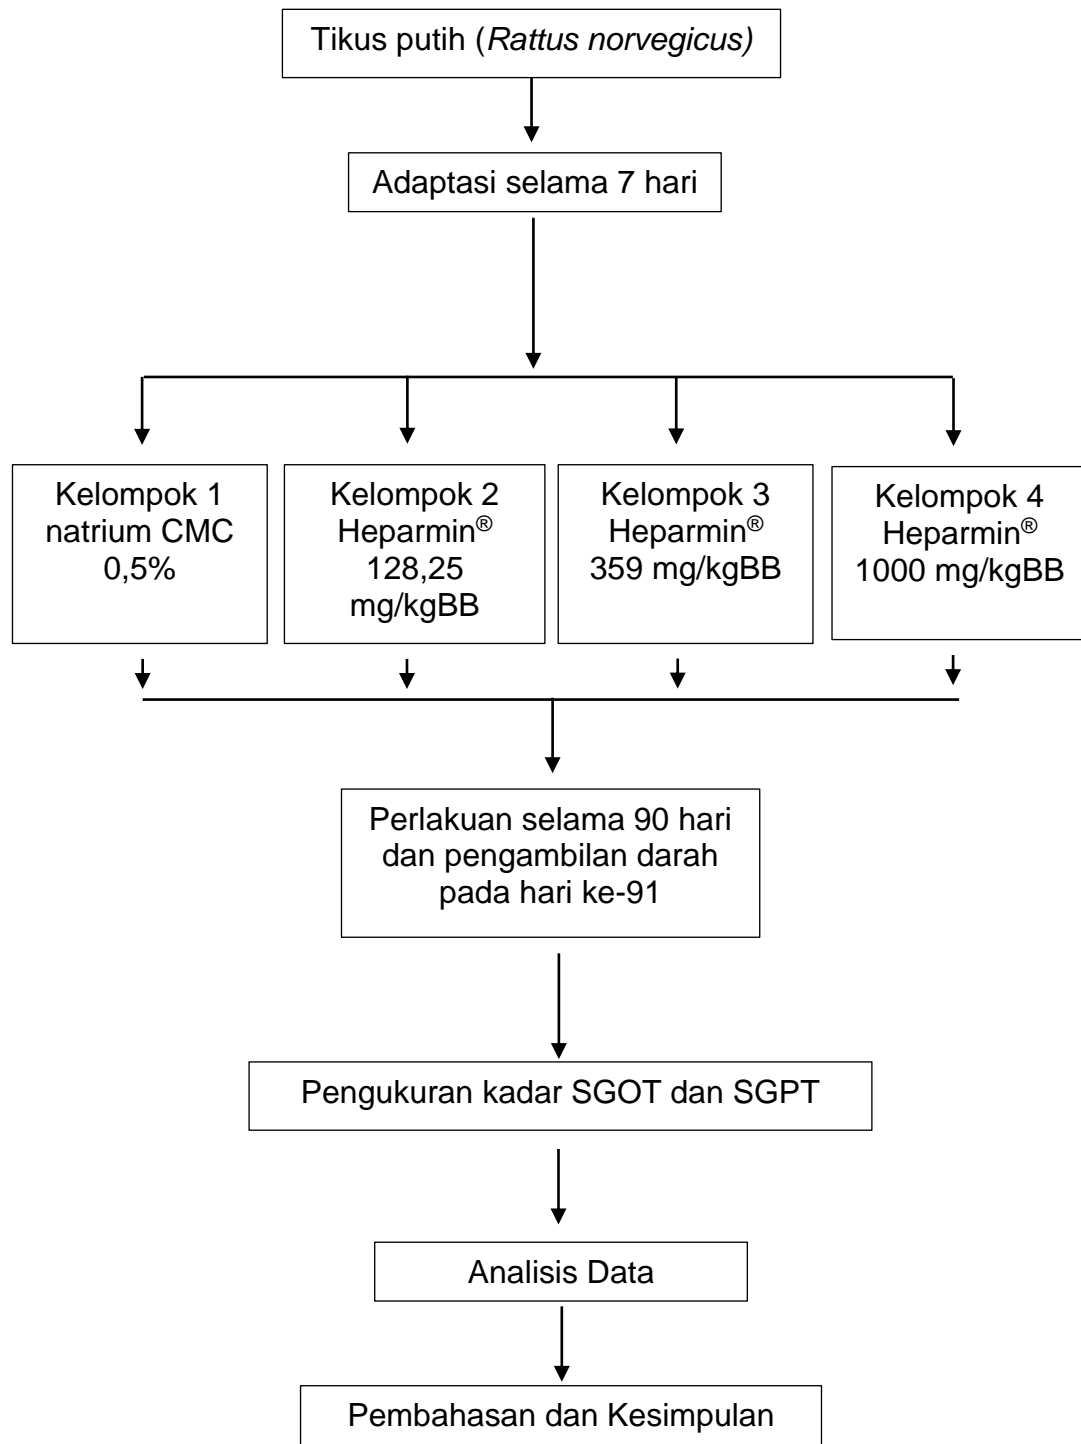 Tikus putih (Rattus norvegicus)
Adaptasi selama 7 hari
Kelompok 1
natrium CMC
0,5%
Kelompok 2
Heparmin®
128,25
mg/kgBB
Kelompok 3
Heparmin®
359 mg/kgBB
Kelompok 4
Heparmin®
1000 mg/kgBB
Perlakuan selama 90 hari
dan pengambilan darah
pada hari ke-91
Pengukuran kadar SGOT dan SGPT
Analisis Data
Pembahasan dan Kesimpulan